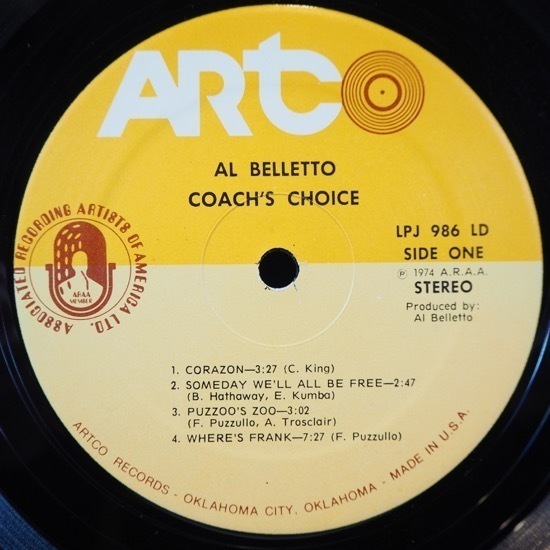 ARTCO
AL BELLETTO
COACH'S CHOICE
LPJ 986 LD
SIDE ONE
℗ 1974 A.R.A.A.
STEREO
Produced by:
Al Belletto
ASSOCIATED RECORDING ARTISTS OF AMERICA LTD.
ARAA
MEMBER
1. CORAZON—3:27 (C. King)
2. SOMEDAY WE'LL ALL BE FREE—2:47
(B. Hathaway, E. Kumba)
3. PUZZOO'S ZOO—3:02
(F. Puzzullo, A. Trosclair)
4. WHERE'S FRANK—7:27 (F. Puzzullo)
ARTCO RECORDS - OKLAHOMA CITY, OKLAHOMA - MADE IN U.S.A.